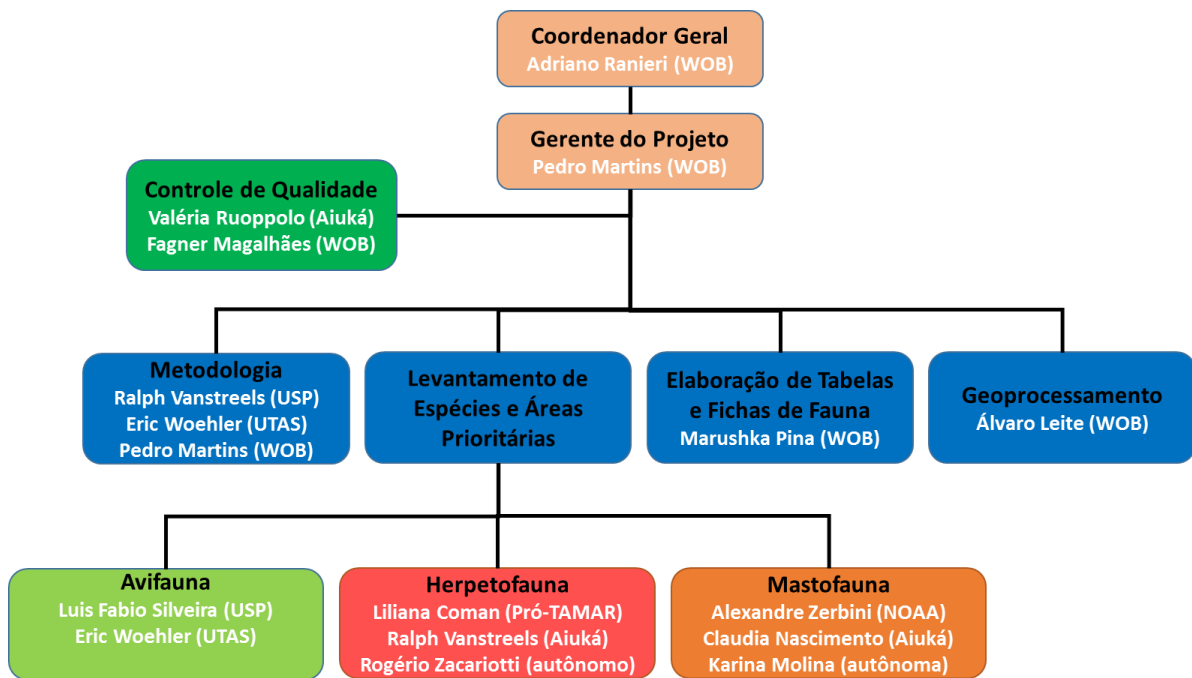 Coordenador Geral
Adriano Ranieri (WOB)
Gerente do Projeto
Pedro Martins (WOB)
Controle de Qualidade
Valéria Ruoppolo (Aiuká)
Fagner Magalhães (WOB)
Metodologia
Ralph Vanstreels (USP)
Eric Woehler (UTAS)
Pedro Martins (WOB)
Levantamento de
Espécies e Áreas
Prioritárias
Elaboração de Tabelas
e Fichas de Fauna
Marushka Pina (WOB)
Geoprocessamento
Álvaro Leite (WOB)
Avifauna
Luis Fabio Silveira (USP)
Eric Woehler (UTAS)
Herpetofauna
Liliana Coman (Pró-TAMAR)
Ralph Vanstreels (Aiuká)
Rogério Zacariotti (autônomo)
Mastofauna
Alexandre Zerbini (NOAA)
Claudia Nascimento (Aiuká)
Karina Molina (autônoma)